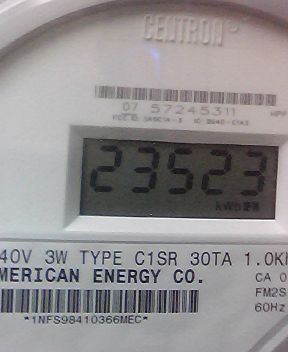 CENTRON®
07 57245311
23523
kWh
40V 3W TYPE C1SR 30TA 1.0K
MERICAN ENERGY CO.
CA 0
FM2S
60Hz
*1NFS98410366MEC*